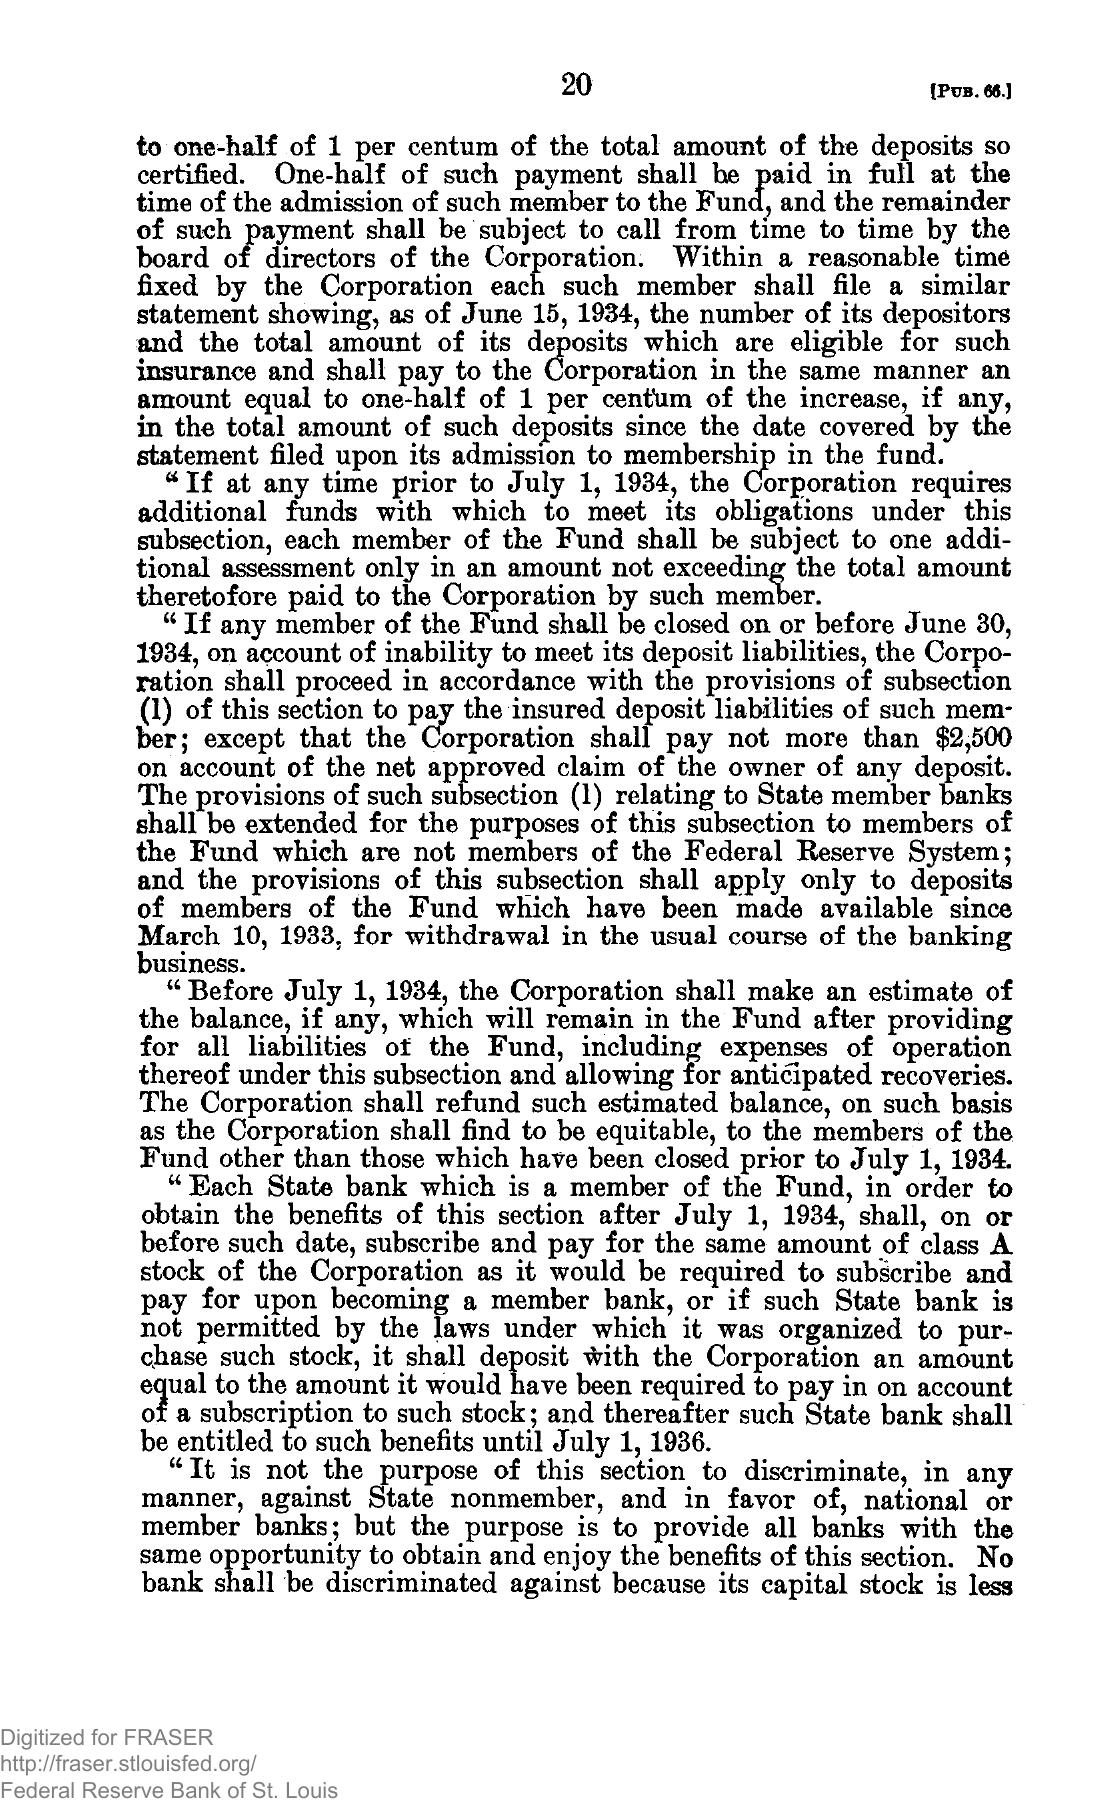 20
[PUB. 66.]
to one-half of 1 per centum of the total amount of the deposits so
certified. One-half of such payment shall be paid in full at the
time of the admission of such member to the Fund, and the remainder
of such payment shall be subject to call from time to time by the
board of directors of the Corporation. Within a reasonable time
fixed by the Corporation each such member shall file a similar
statement showing, as of June 15, 1934, the number of its depositors
and the total amount of its deposits which are eligible for such
insurance and shall pay to the Corporation in the same manner an
amount equal to one-half of 1 per centum of the increase, if any,
in the total amount of such deposits since the date covered by the
statement filed upon its admission to membership in the fund.
“If at any time prior to July 1, 1934, the Corporation requires
additional funds with which to meet its obligations under this
subsection, each member of the Fund shall be subject to one addi-
tional assessment only in an amount not exceeding the total amount
theretofore paid to the Corporation by such member.
“If any member of the Fund shall be closed on or before June 30,
1934, on account of inability to meet its deposit liabilities, the Corpo-
ration shall proceed in accordance with the provisions of subsection
(l) of this section to pay the insured deposit liabilities of such mem-
ber; except that the Corporation shall pay not more than $2,500
on account of the net approved claim of the owner of any deposit.
The provisions of such subsection (l) relating to State member banks
shall be extended for the purposes of this subsection to members of
the Fund which are not members of the Federal Reserve System;
and the provisions of this subsection shall apply only to deposits
of members of the Fund which have been made available since
March 10, 1933, for withdrawal in the usual course of the banking
business.
“Before July 1, 1934, the Corporation shall make an estimate of
the balance, if any, which will remain in the Fund after providing
for all liabilities of the Fund, including expenses of operation
thereof under this subsection and allowing for anticipated recoveries.
The Corporation shall refund such estimated balance, on such basis
as the Corporation shall find to be equitable, to the members of the
Fund other than those which have been closed prior to July 1, 1934.
“Each State bank which is a member of the Fund, in order to
obtain the benefits of this section after July 1, 1934, shall, on or
before such date, subscribe and pay for the same amount of class A
stock of the Corporation as it would be required to subscribe and
pay for upon becoming a member bank, or if such State bank is
not permitted by the laws under which it was organized to pur-
chase such stock, it shall deposit with the Corporation an amount
equal to the amount it would have been required to pay in on account
of a subscription to such stock; and thereafter such State bank shall
be entitled to such benefits until July 1, 1936.
“It is not the purpose of this section to discriminate, in any
manner, against State nonmember, and in favor of, national or
member banks; but the purpose is to provide all banks with the
same opportunity to obtain and enjoy the benefits of this section. No
bank shall be discriminated against because its capital stock is less
Digitized for FRASER
http://fraser.stlouisfed.org/
Federal Reserve Bank of St. Louis